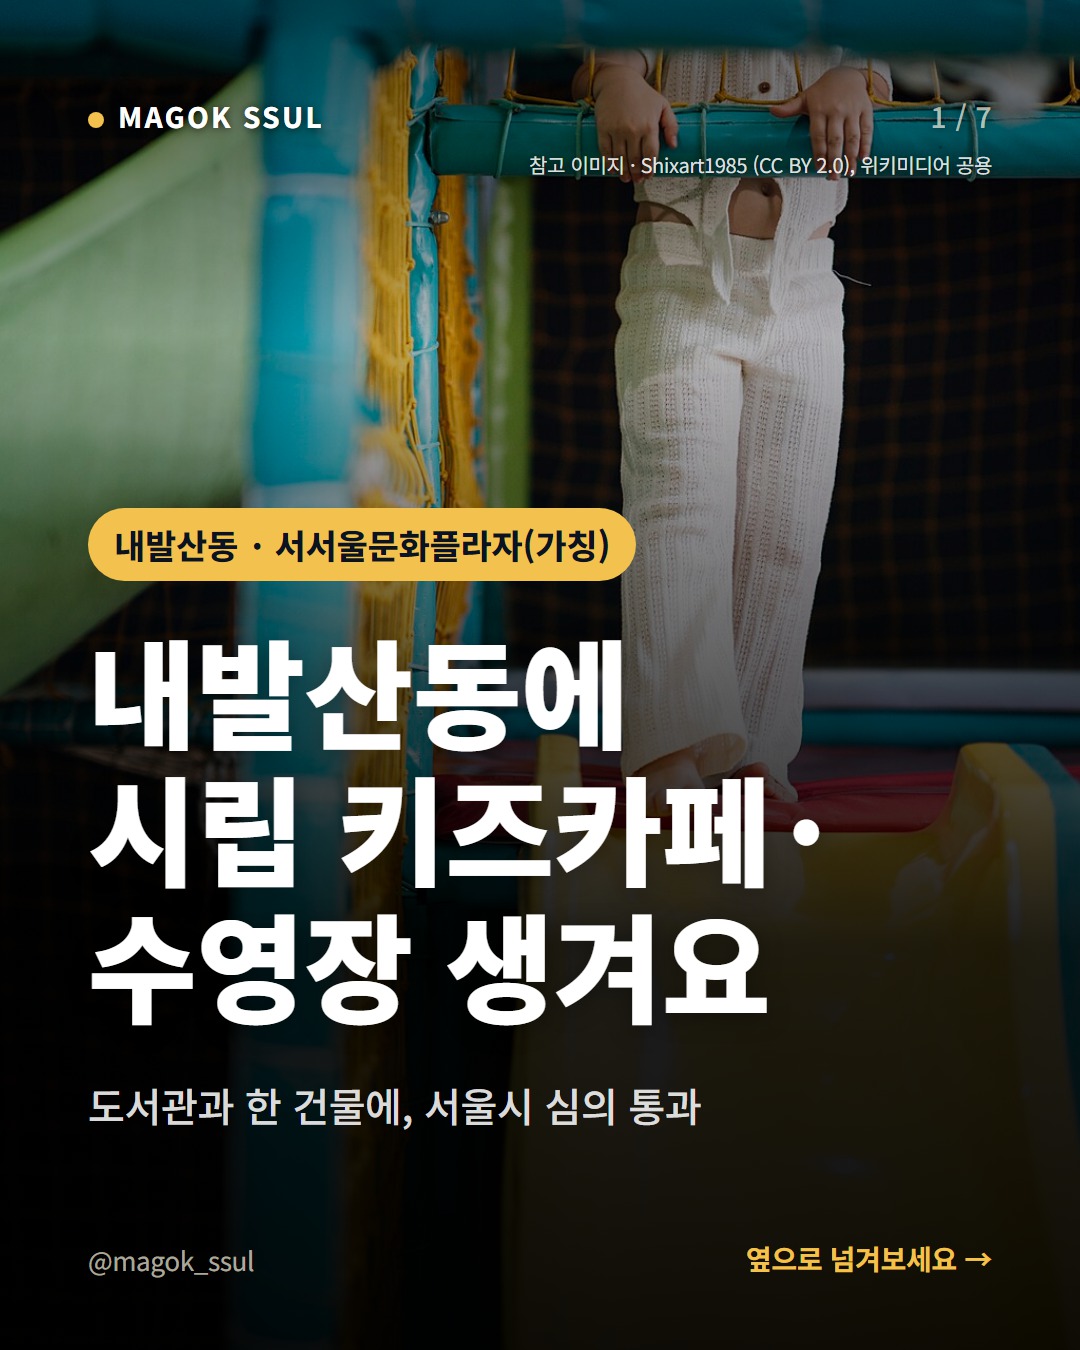 MAGOK SSUL
1 / 7
참고 이미지 · Shixart1985 (CC BY 2.0), 위키미디어 공용
내발산동 · 서서울문화플라자(가칭)
내발산동에
시립 키즈카페·
수영장 생겨요
도서관과 한 건물에, 서울시 심의 통과
@magok_ssul
옆으로 넘겨보세요 →